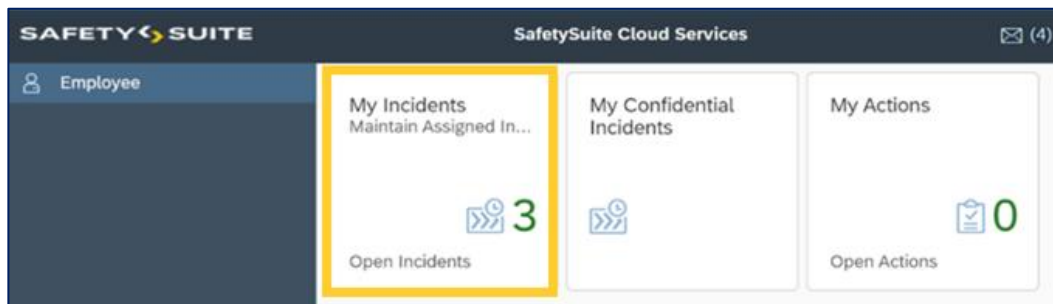 SAFETY SUITE
SafetySuite Cloud Services
(4)
Employee
My Incidents
Maintain Assigned In...
3
Open Incidents
My Confidential
Incidents
My Actions
0
Open Actions